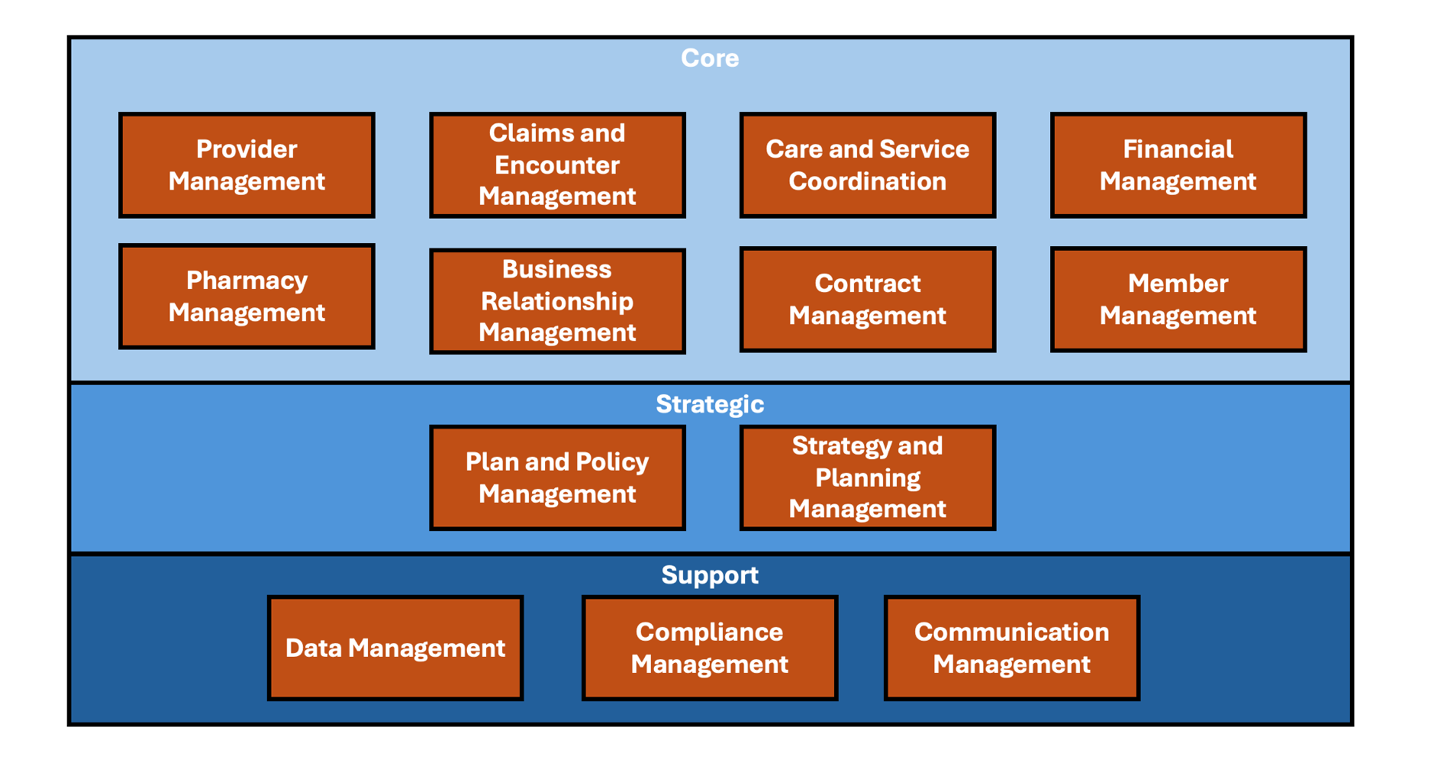 Core
Provider
Management
Claims and
Encounter
Management
Care and Service
Coordination
Financial
Management
Pharmacy
Management
Business
Relationship
Management
Contract
Management
Member
Management
Strategic
Plan and Policy
Management
Strategy and
Planning
Management
Support
Data Management
Compliance
Management
Communication
Management